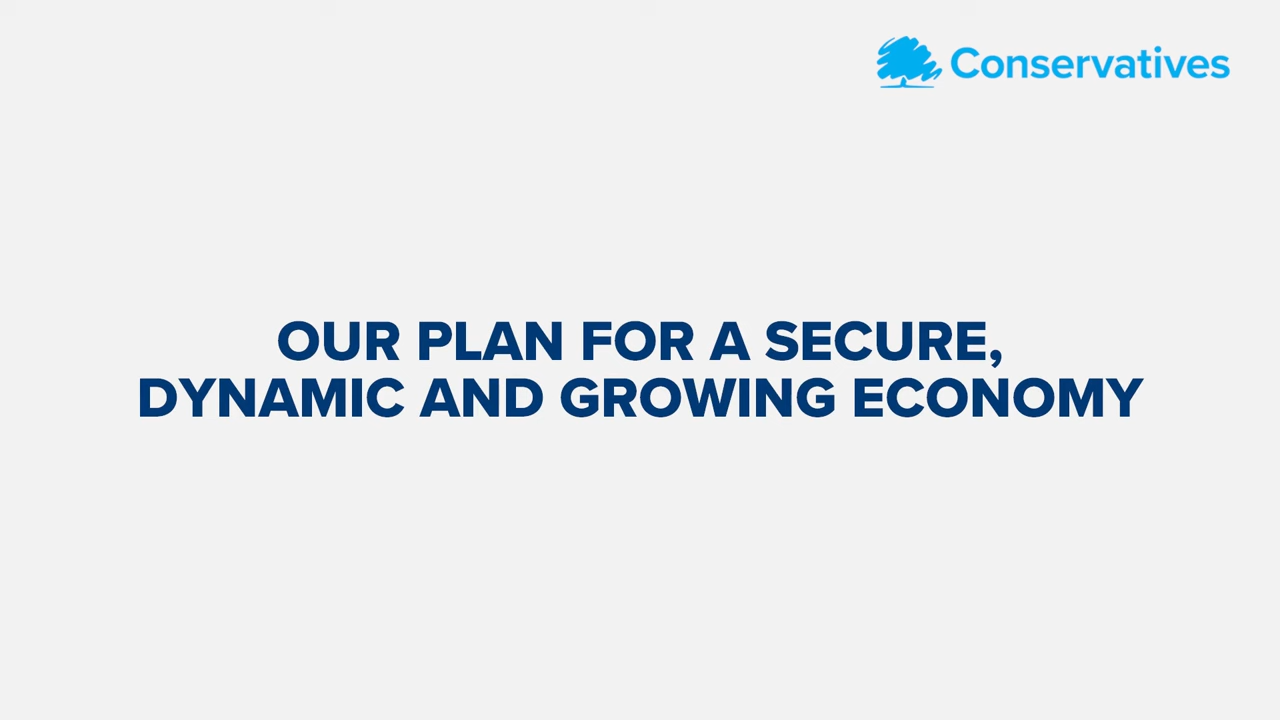 Conservatives
OUR PLAN FOR A SECURE,
DYNAMIC AND GROWING ECONOMY